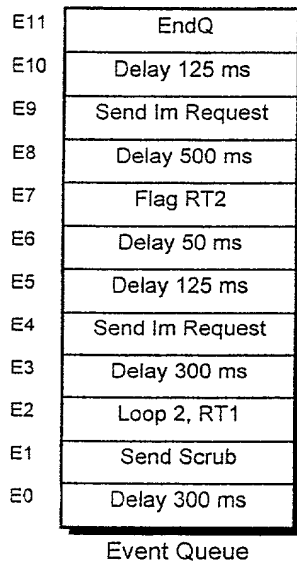 E11 EndQ
E10 Delay 125 ms
E9 Send Im Request
E8 Delay 500 ms
E7 Flag RT2
E6 Delay 50 ms
E5 Delay 125 ms
E4 Send Im Request
E3 Delay 300 ms
E2 Loop 2, RT1
E1 Send Scrub
E0 Delay 300 ms
Event Queue